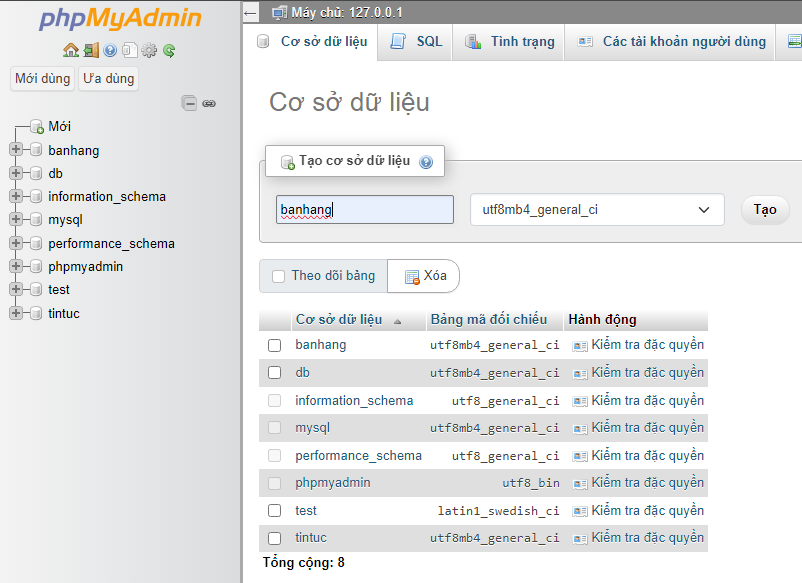 phpMyAdmin
Mới dùng Ưa dùng
Mới
banhang
db
information_schema
mysql
performance_schema
phpmyadmin
test
tintuc
Máy chủ: 127.0.0.1
Cơ sở dữ liệu SQL Tình trạng Các tài khoản người dùng
Cơ sở dữ liệu
Tạo cơ sở dữ liệu
banhang utf8mb4_general_ci Tạo
Theo dõi bảng Xóa
Cơ sở dữ liệu Bảng mã đối chiếu Hành động
banhang utf8mb4_general_ci Kiểm tra đặc quyền
db utf8mb4_general_ci Kiểm tra đặc quyền
information_schema utf8_general_ci Kiểm tra đặc quyền
mysql utf8mb4_general_ci Kiểm tra đặc quyền
performance_schema utf8_general_ci Kiểm tra đặc quyền
phpmyadmin utf8_bin Kiểm tra đặc quyền
test latin1_swedish_ci Kiểm tra đặc quyền
tintuc utf8mb4_general_ci Kiểm tra đặc quyền
Tổng cộng: 8